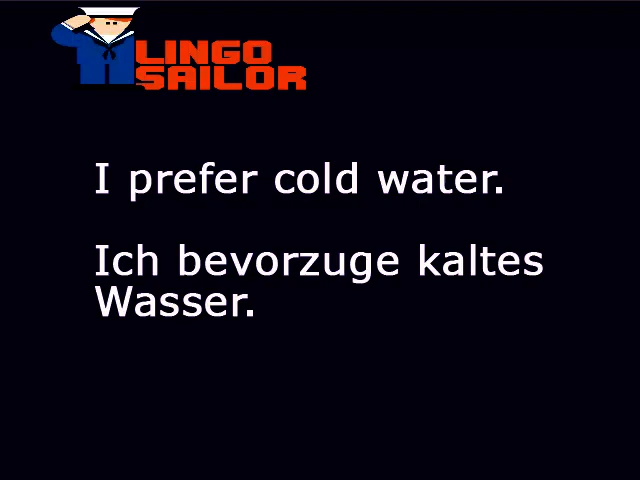 LINGO
SAILOR
I prefer cold water.
Ich bevorzuge kaltes
Wasser.